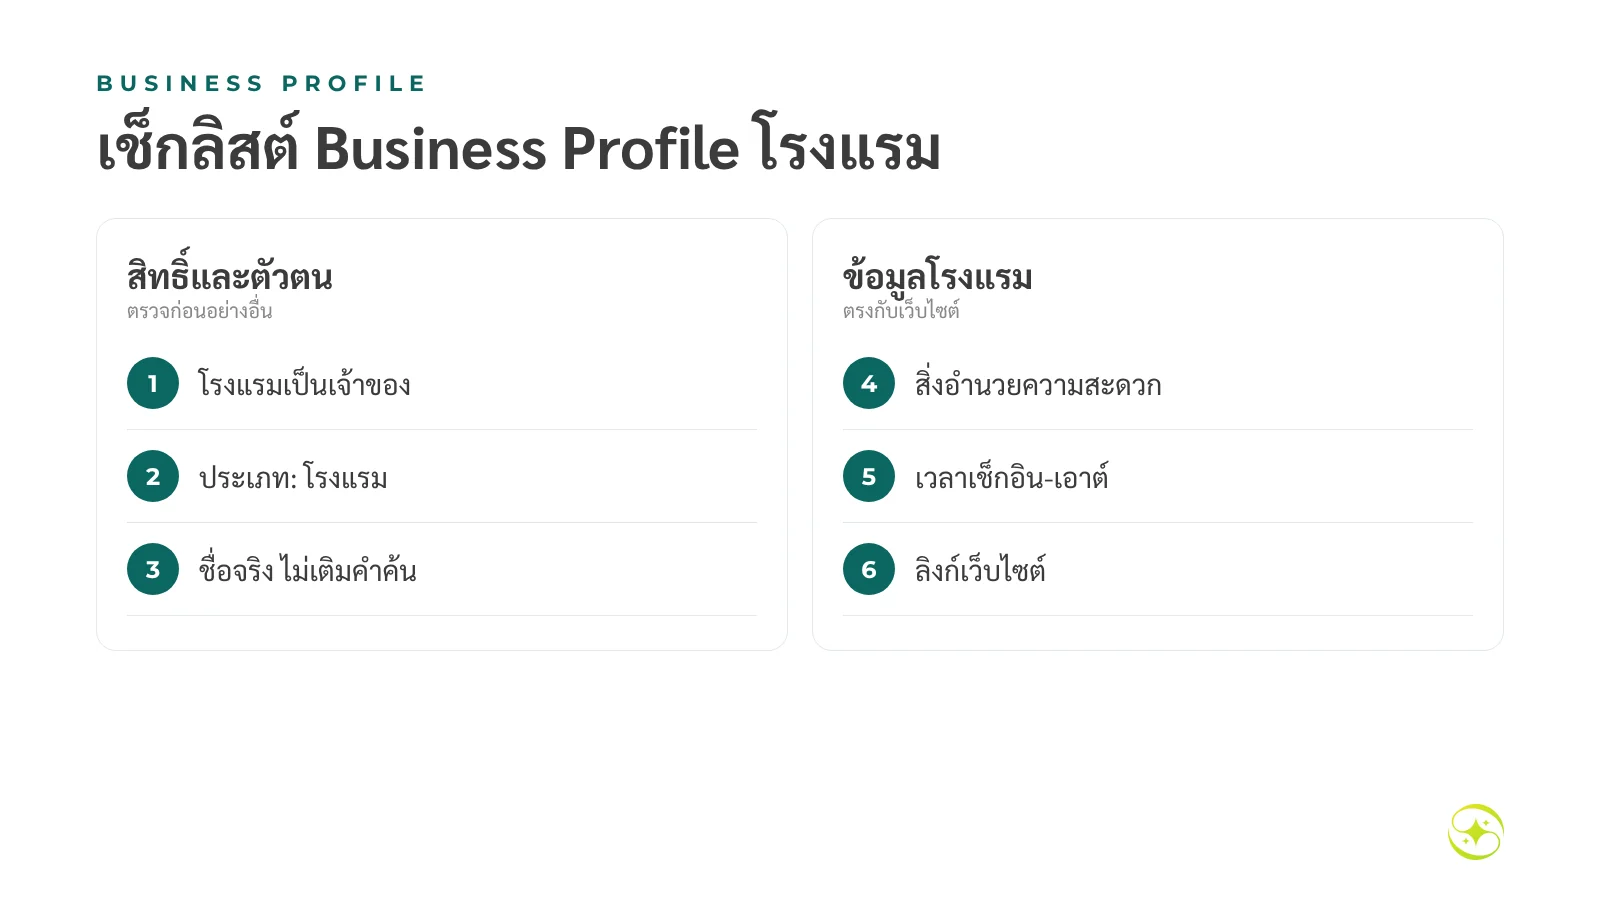 BUSINESS PROFILE
เช็กลิสต์ Business Profile โรงแรม
สิทธิ์และตัวตน
ตรวจก่อนอย่างอื่น
1 โรงแรมเป็นเจ้าของ
2 ประเภท: โรงแรม
3 ชื่อจริง ไม่เติมคำค้น
ข้อมูลโรงแรม
ตรงกับเว็บไซต์
4 สิ่งอำนวยความสะดวก
5 เวลาเช็กอิน-เอาต์
6 ลิงก์เว็บไซต์